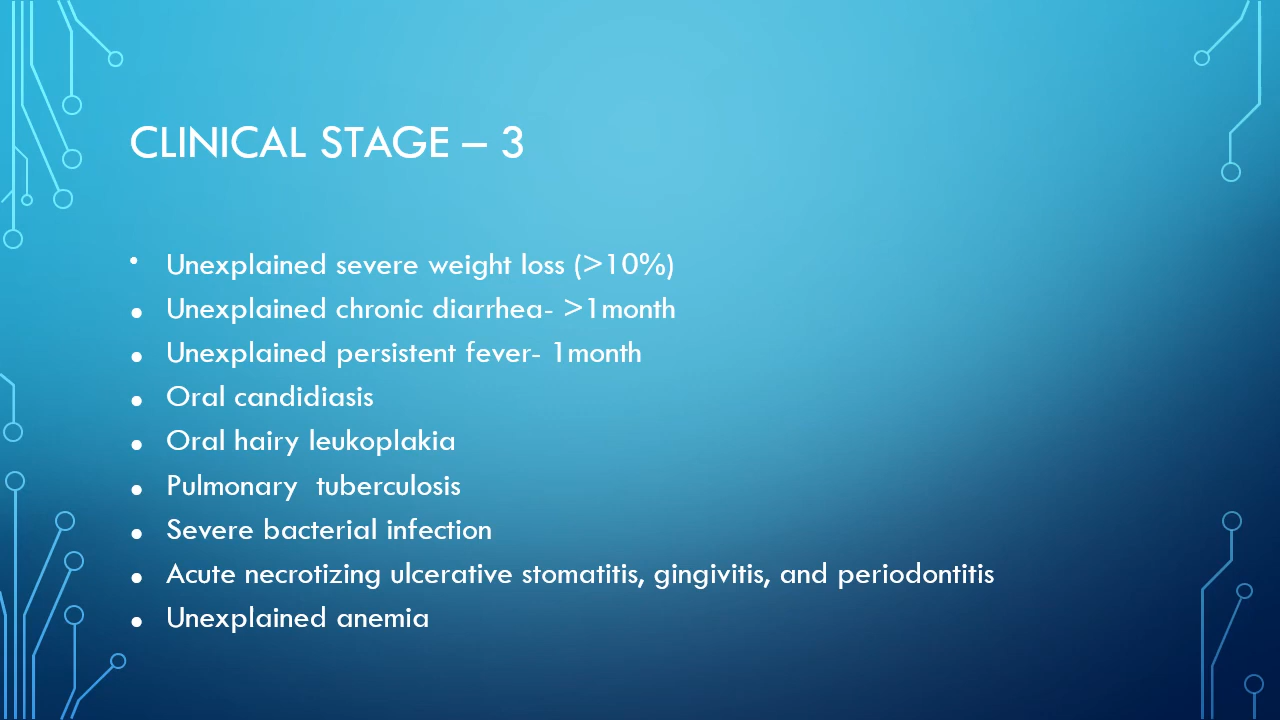 CLINICAL STAGE – 3
• Unexplained severe weight loss (>10%)
• Unexplained chronic diarrhea- >1month
• Unexplained persistent fever- 1month
• Oral candidiasis
• Oral hairy leukoplakia
• Pulmonary  tuberculosis
• Severe bacterial infection
• Acute necrotizing ulcerative stomatitis, gingivitis, and periodontitis
• Unexplained anemia